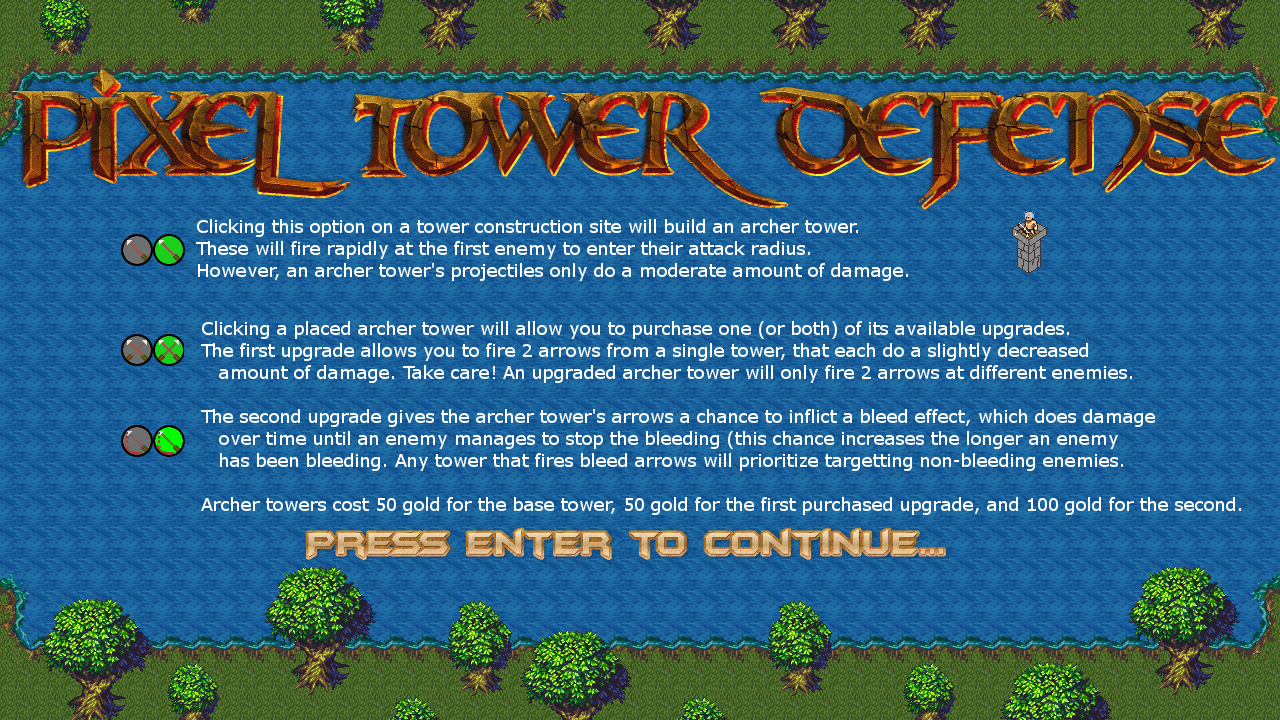 PIXEL TOWER DEFENSE
Clicking this option on a tower construction site will build an archer tower.
These will fire rapidly at the first enemy to enter their attack radius.
However, an archer tower's projectiles only do a moderate amount of damage.
Clicking a placed archer tower will allow you to purchase one (or both) of its available upgrades.
The first upgrade allows you to fire 2 arrows from a single tower, that each do a slightly decreased
amount of damage. Take care! An upgraded archer tower will only fire 2 arrows at different enemies.
The second upgrade gives the archer tower's arrows a chance to inflict a bleed effect, which does damage
over time until an enemy manages to stop the bleeding (this chance increases the longer an enemy
has been bleeding. Any tower that fires bleed arrows will prioritize targetting non-bleeding enemies.
Archer towers cost 50 gold for the base tower, 50 gold for the first purchased upgrade, and 100 gold for the second.
PRESS ENTER TO CONTINUE...